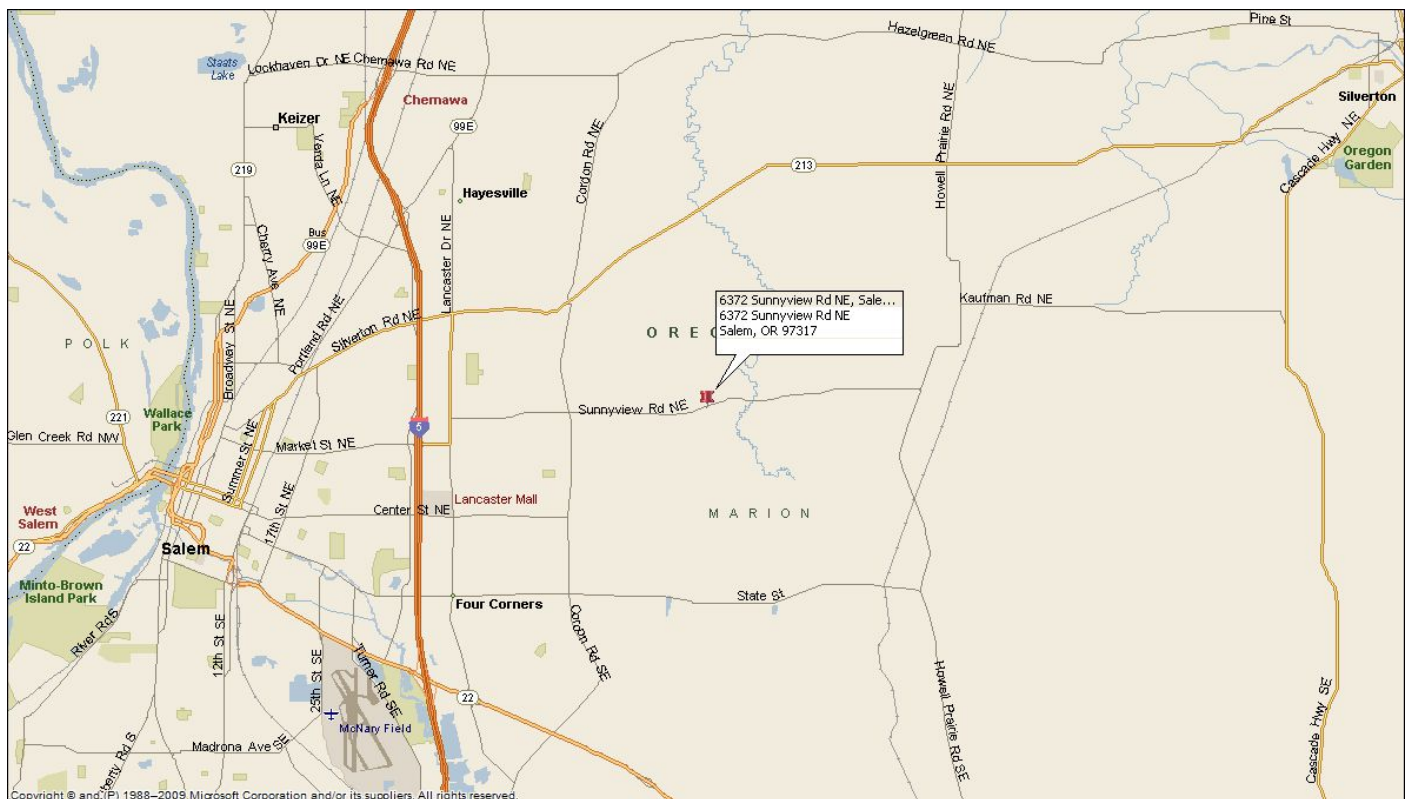 Pine St
Hazelgreen Rd NE
Staats
Lake
Lockhaven Dr NE
Chemawa Rd NE
Chemawa
Silverton
Keizer
99E
Verda Ln NE
Cordon Rd NE
Howell Prairie Rd NE
Cascade Hwy NE
Oregon
Garden
213
219
Hayesville
Lancaster Dr NE
Bus
99E
Cherry Ave NE
Portland Rd NE
Silverton Rd NE
Broadway St NE
6372 Sunnyview Rd NE, Sale...
6372 Sunnyview Rd NE
Salem, OR 97317
Kaufman Rd NE
OREG
POLK
Wallace
Park
221
Glen Creek Rd NW
Sunnyview Rd NE
5
Market St NE
Summer St NE
17th St NE
Lancaster Mall
Center St NE
MARION
West
Salem
22
Salem
Minto-Brown
Island Park
Four Corners
State St
River Rd S
12th St SE
25th St SE
Turner Rd SE
Cordon Rd SE
22
Howell Prairie Rd SE
Cascade Hwy SE
McNary Field
Madrona Ave SE
berty Rd S
Copyright © and (P) 1988–2009 Microsoft Corporation and/or its suppliers. All rights reserved.